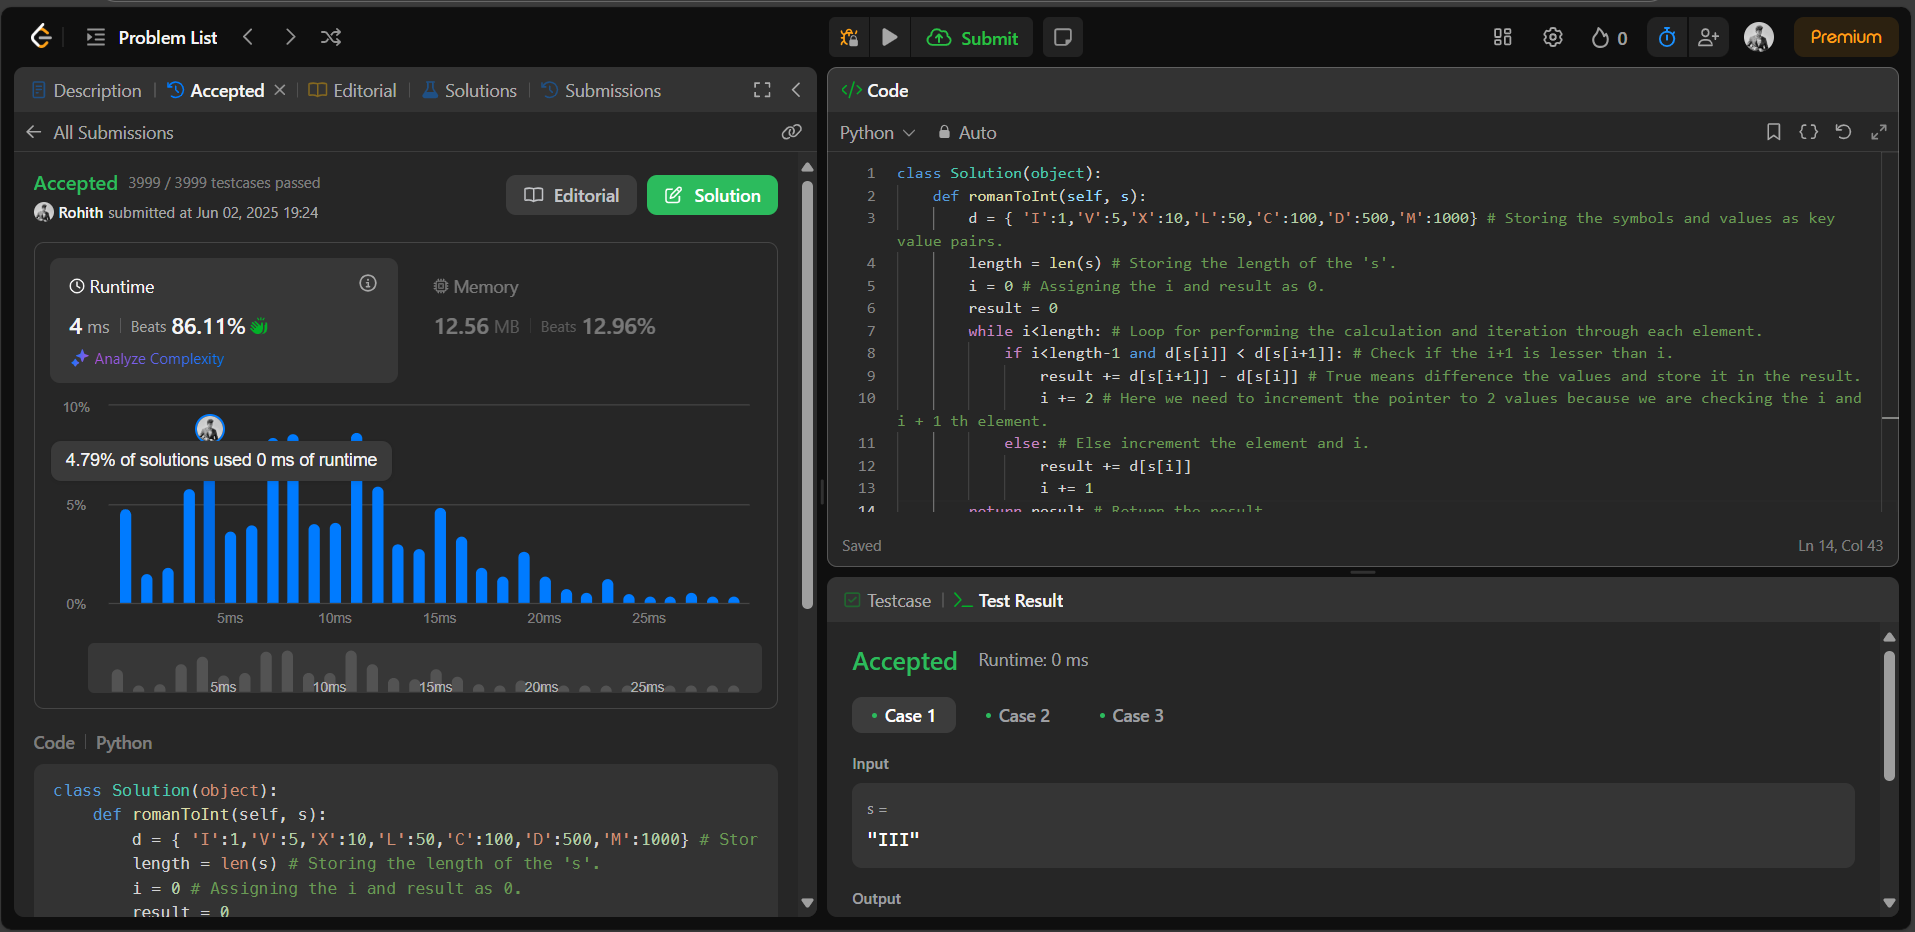 Problem List
Submit
0
Premium
Description
Accepted
Editorial
Solutions
Submissions
All Submissions
Accepted 3999 / 3999 testcases passed
Rohith submitted at Jun 02, 2025 19:24
Editorial
Solution
Runtime
4 ms Beats 86.11%
Analyze Complexity
Memory
12.56 MB Beats 12.96%
10%
4.79% of solutions used 0 ms of runtime
5%
0%
5ms 10ms 15ms 20ms 25ms
5ms 10ms 15ms 20ms 25ms
Code Python
class Solution(object):
def romanToInt(self, s):
d = { 'I':1,'V':5,'X':10,'L':50,'C':100,'D':500,'M':1000} # Stor
length = len(s) # Storing the length of the 's'.
i = 0 # Assigning the i and result as 0.
result = 0
</> Code
Python Auto
1 class Solution(object):
2 def romanToInt(self, s):
3 d = { 'I':1,'V':5,'X':10,'L':50,'C':100,'D':500,'M':1000} # Storing the symbols and values as key
value pairs.
4 length = len(s) # Storing the length of the 's'.
5 i = 0 # Assigning the i and result as 0.
6 result = 0
7 while i<length: # Loop for performing the calculation and iteration through each element.
8 if i<length-1 and d[s[i]] < d[s[i+1]]: # Check if the i+1 is lesser than i.
9 result += d[s[i+1]] - d[s[i]] # True means difference the values and store it in the result.
10 i += 2 # Here we need to increment the pointer to 2 values because we are checking the i and
i + 1 th element.
11 else: # Else increment the element and i.
12 result += d[s[i]]
13 i += 1
14 return result # Return the result
Saved
Ln 14, Col 43
Testcase
Test Result
Accepted Runtime: 0 ms
Case 1
Case 2
Case 3
Input
s =
"III"
Output